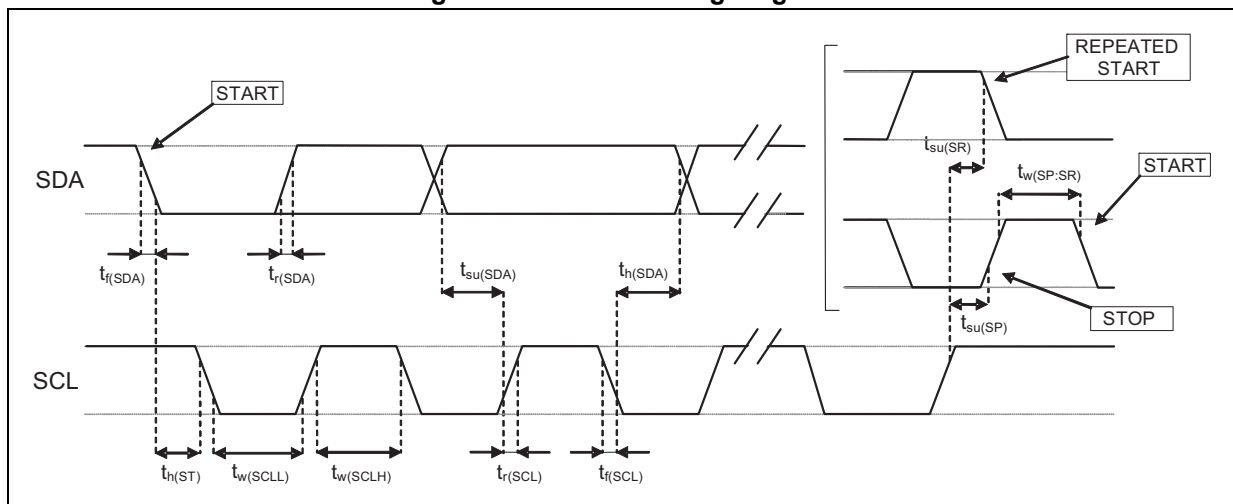 START
REPEATED
START
SDA
tsu(SR)
tw(SP:SR)
START
tf(SDA)
tr(SDA)
tsu(SDA)
th(SDA)
tsu(SP)
STOP
SCL
th(ST)
tw(SCLL)
tw(SCLH)
tr(SCL)
tf(SCL)